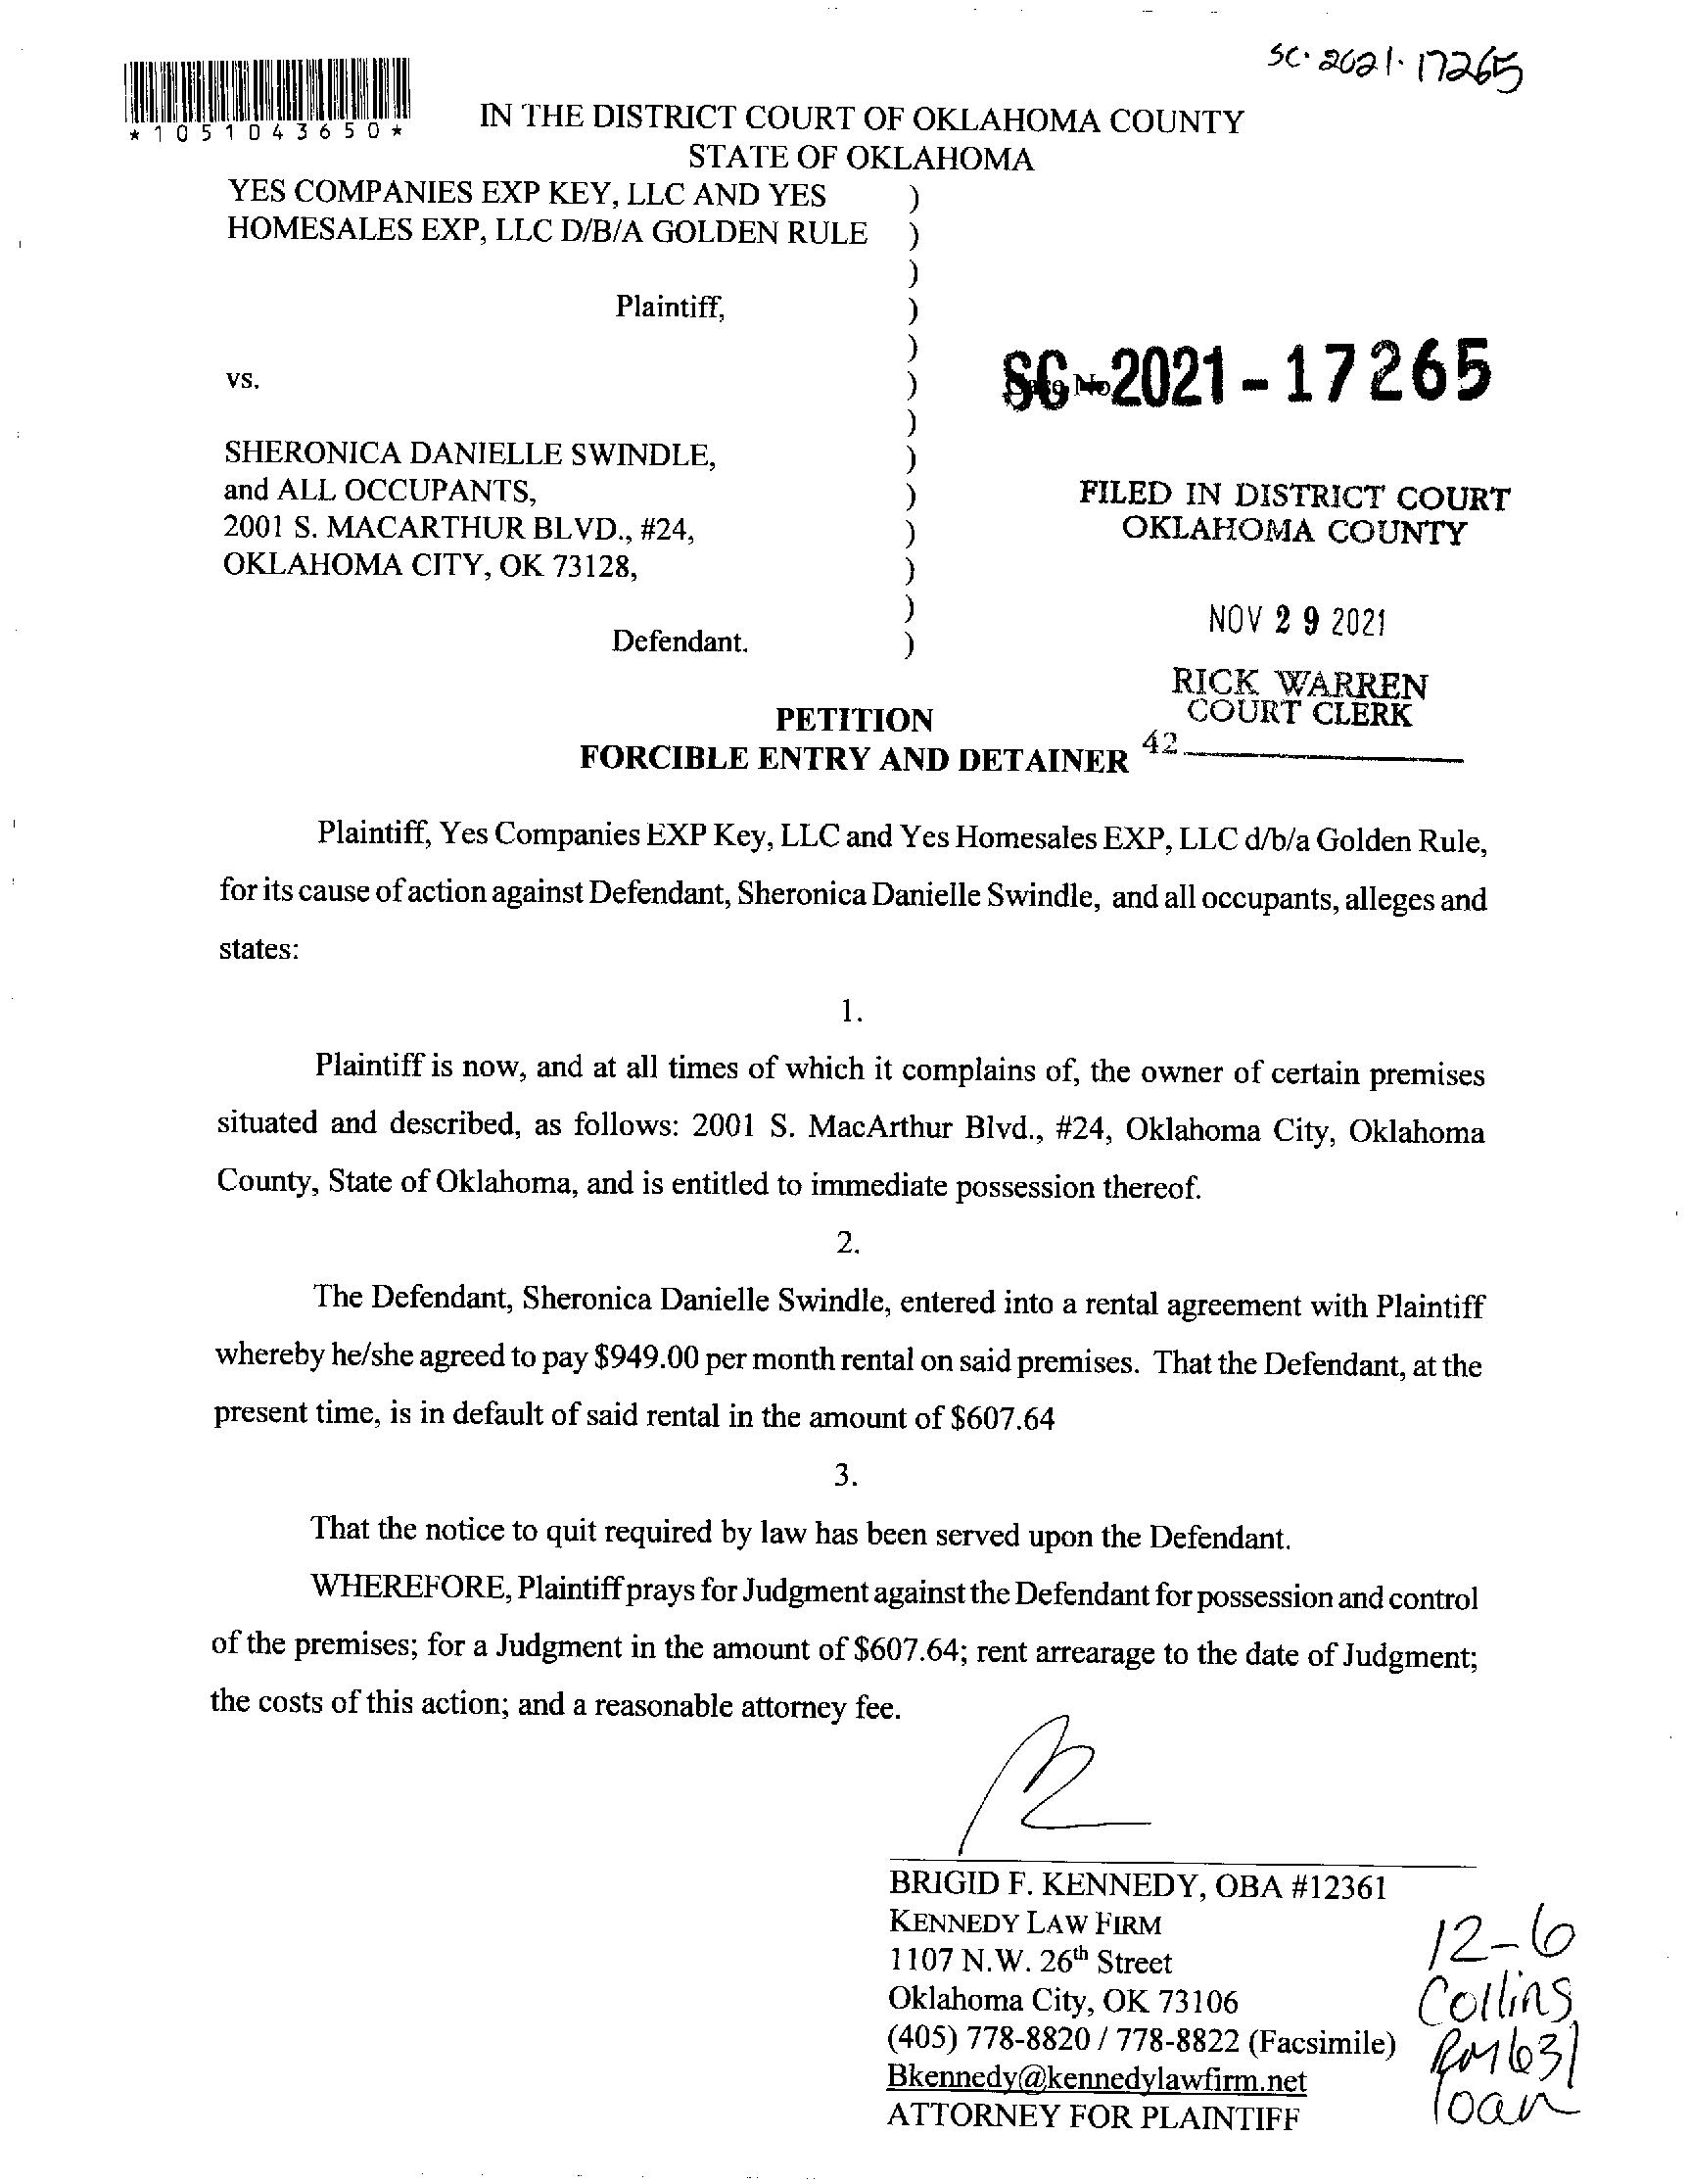 SC-2021-17265
*1051043650*
IN THE DISTRICT COURT OF OKLAHOMA COUNTY
STATE OF OKLAHOMA
YES COMPANIES EXP KEY, LLC AND YES )
HOMESALES EXP, LLC D/B/A GOLDEN RULE )
)
Plaintiff, )
)
vs. ) SC-2021-17265
)
SHERONICA DANIELLE SWINDLE, )
and ALL OCCUPANTS, )
2001 S. MACARTHUR BLVD., #24, )
OKLAHOMA CITY, OK 73128, )
)
Defendant. )
FILED IN DISTRICT COURT
OKLAHOMA COUNTY
NOV 29 2021
RICK WARREN
COURT CLERK
42
PETITION
FORCIBLE ENTRY AND DETAINER
Plaintiff, Yes Companies EXP Key, LLC and Yes Homesales EXP, LLC d/b/a Golden Rule,
for its cause of action against Defendant, Sheronica Danielle Swindle, and all occupants, alleges and
states:
1.
Plaintiff is now, and at all times of which it complains of, the owner of certain premises
situated and described, as follows: 2001 S. MacArthur Blvd., #24, Oklahoma City, Oklahoma
County, State of Oklahoma, and is entitled to immediate possession thereof.
2.
The Defendant, Sheronica Danielle Swindle, entered into a rental agreement with Plaintiff
whereby he/she agreed to pay $949.00 per month rental on said premises. That the Defendant, at the
present time, is in default of said rental in the amount of $607.64
3.
That the notice to quit required by law has been served upon the Defendant.
WHEREFORE, Plaintiff prays for Judgment against the Defendant for possession and control
of the premises; for a Judgment in the amount of $607.64; rent arrearage to the date of Judgment;
the costs of this action; and a reasonable attorney fee.
BRIGID F. KENNEDY, OBA #12361
KENNEDY LAW FIRM
1107 N.W. 26th Street
Oklahoma City, OK 73106
(405) 778-8820 / 778-8822 (Facsimile)
Bkennedy@kennedylawfirm.net
ATTORNEY FOR PLAINTIFF
12-6
Collins
Rm 631